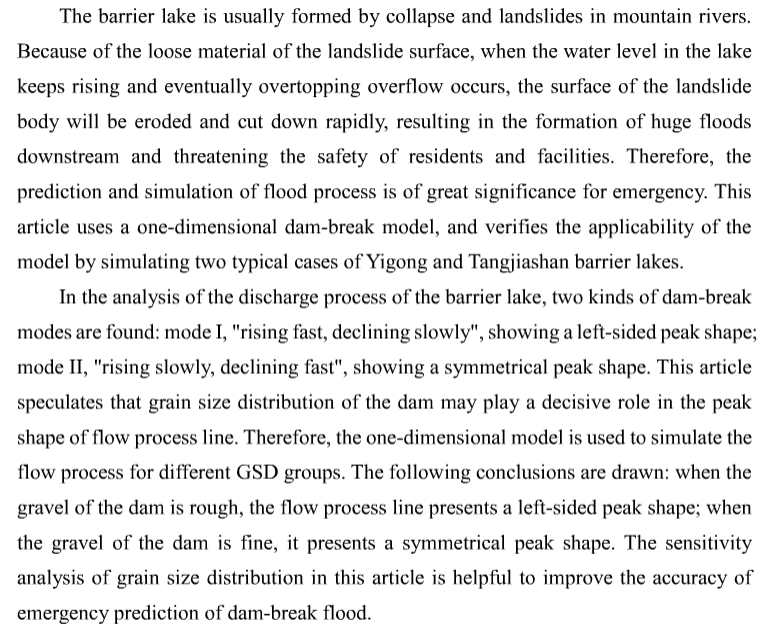 The barrier lake is usually formed by collapse and landslides in mountain rivers.
Because of the loose material of the landslide surface, when the water level in the lake
keeps rising and eventually overtopping overflow occurs, the surface of the landslide
body will be eroded and cut down rapidly, resulting in the formation of huge floods
downstream and threatening the safety of residents and facilities. Therefore, the
prediction and simulation of flood process is of great significance for emergency. This
article uses a one-dimensional dam-break model, and verifies the applicability of the
model by simulating two typical cases of Yigong and Tangjiashan barrier lakes.
In the analysis of the discharge process of the barrier lake, two kinds of dam-break
modes are found: mode I, "rising fast, declining slowly", showing a left-sided peak shape;
mode II, "rising slowly, declining fast", showing a symmetrical peak shape. This article
speculates that grain size distribution of the dam may play a decisive role in the peak
shape of flow process line. Therefore, the one-dimensional model is used to simulate the
flow process for different GSD groups. The following conclusions are drawn: when the
gravel of the dam is rough, the flow process line presents a left-sided peak shape; when
the gravel of the dam is fine, it presents a symmetrical peak shape. The sensitivity
analysis of grain size distribution in this article is helpful to improve the accuracy of
emergency prediction of dam-break flood.